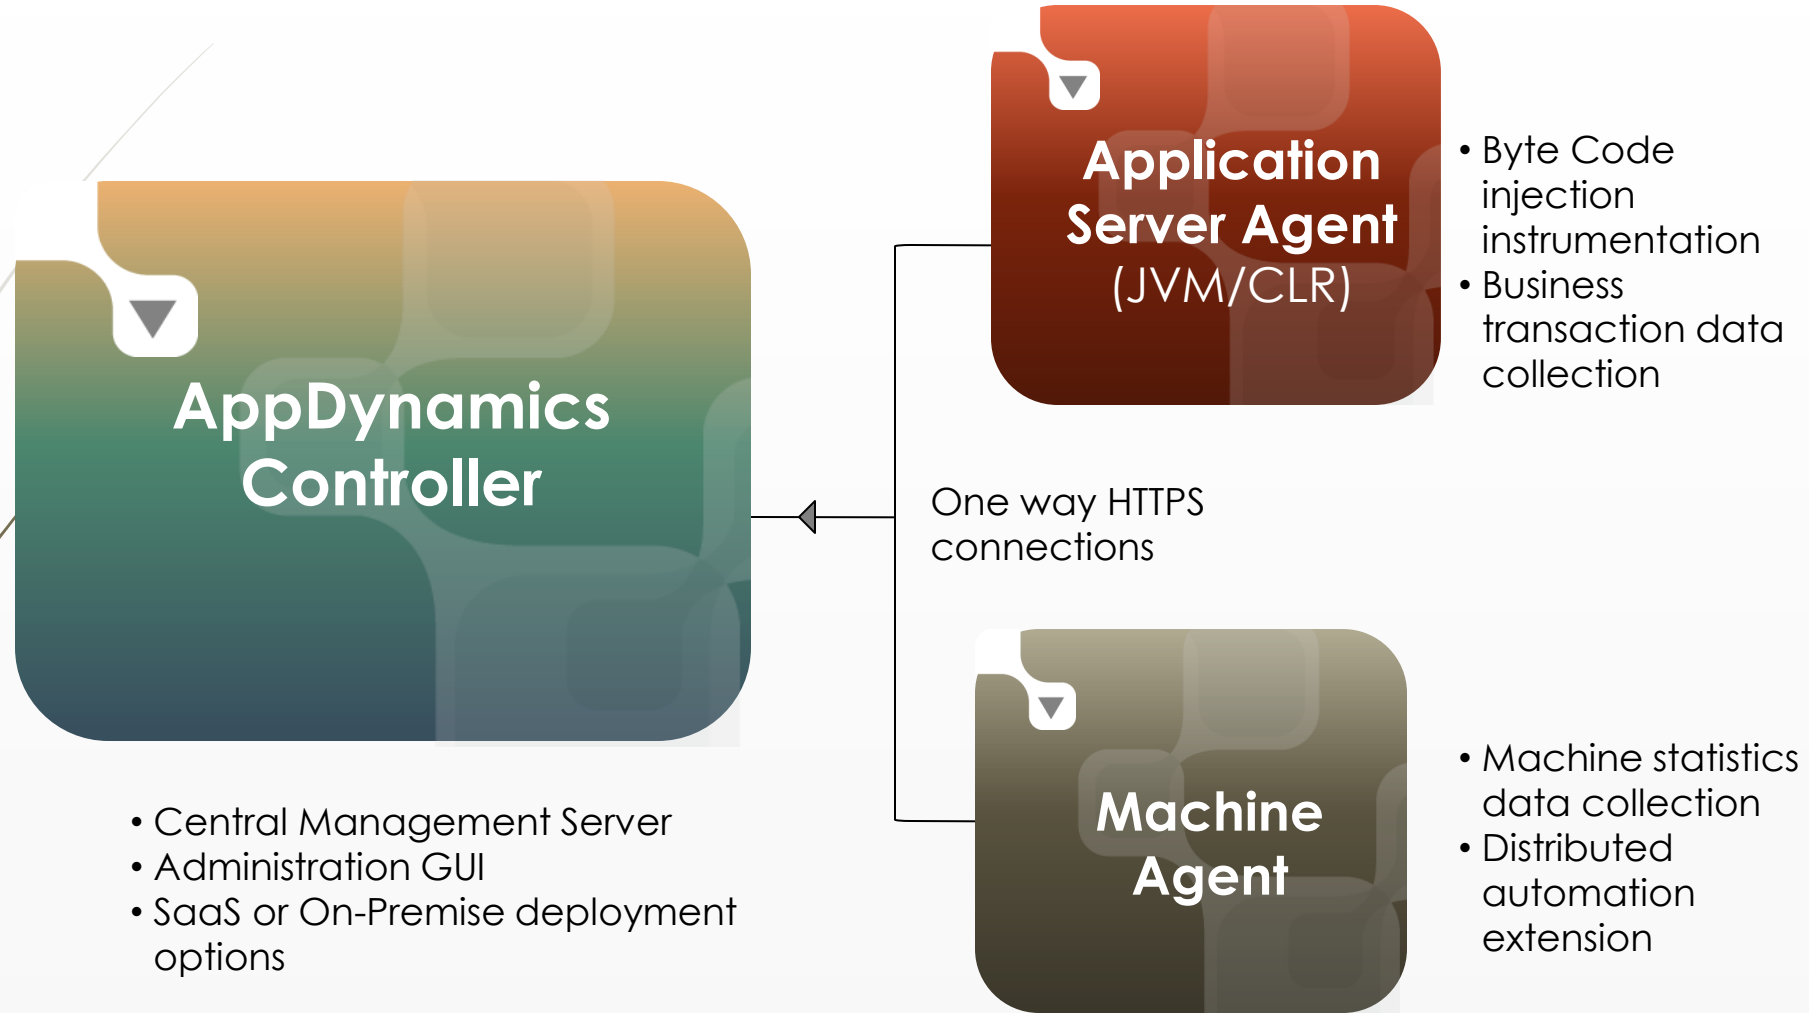 AppDynamics
Controller
• Central Management Server
• Administration GUI
• SaaS or On-Premise deployment
options
One way HTTPS
connections
Application
Server Agent
(JVM/CLR)
• Byte Code
injection
instrumentation
• Business
transaction data
collection
Machine
Agent
• Machine statistics
data collection
• Distributed
automation
extension